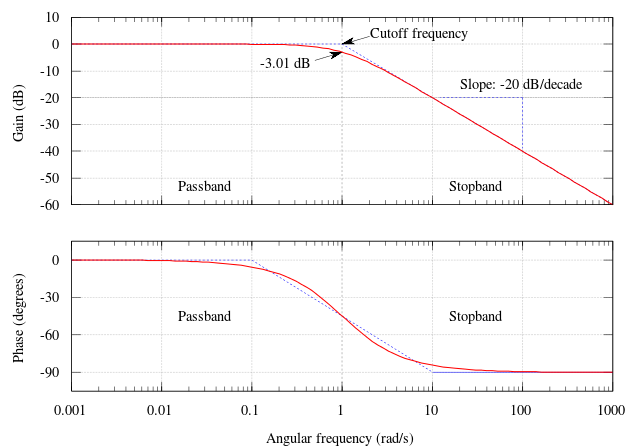 10
0
-10
-20
-30
-40
-50
-60
Gain (dB)
Cutoff frequency
-3.01 dB
Slope: -20 dB/decade
Passband
Stopband
0
-30
-60
-90
Phase (degrees)
Passband
Stopband
0.001
0.01
0.1
1
10
100
1000
Angular frequency (rad/s)